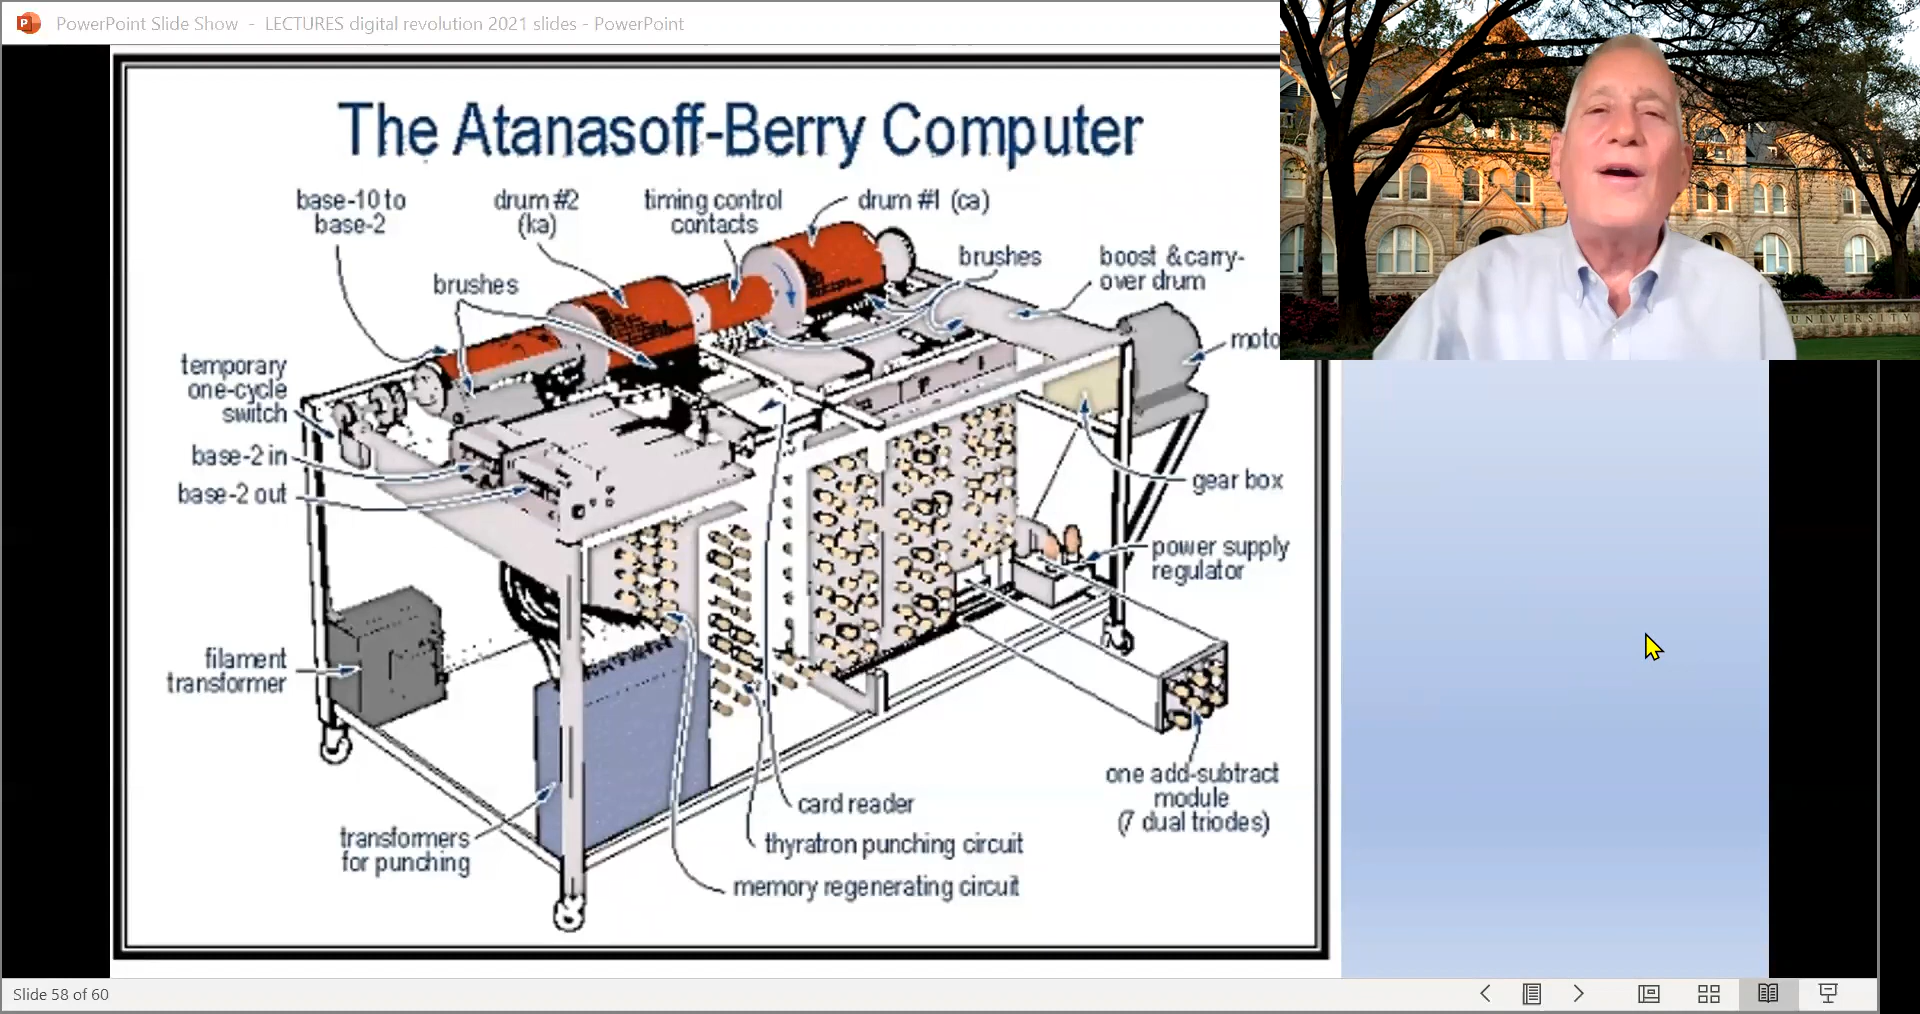 PowerPoint Slide Show - LECTURES digital revolution 2021 slides - PowerPoint
The Atanasoff-Berry Computer
base-10 to
base-2
drum #2
(ka)
timing control
contacts
drum #1 (ca)
brushes
brushes
boost & carry-
over drum
moto
temporary
one-cycle
switch
base-2 in
base-2 out
gear box
power supply
regulator
filament
transformer
one add-subtract
module
(7 dual triodes)
card reader
transformers
for punching
thyratron punching circuit
memory regenerating circuit
UNIVERSITY
Slide 58 of 60